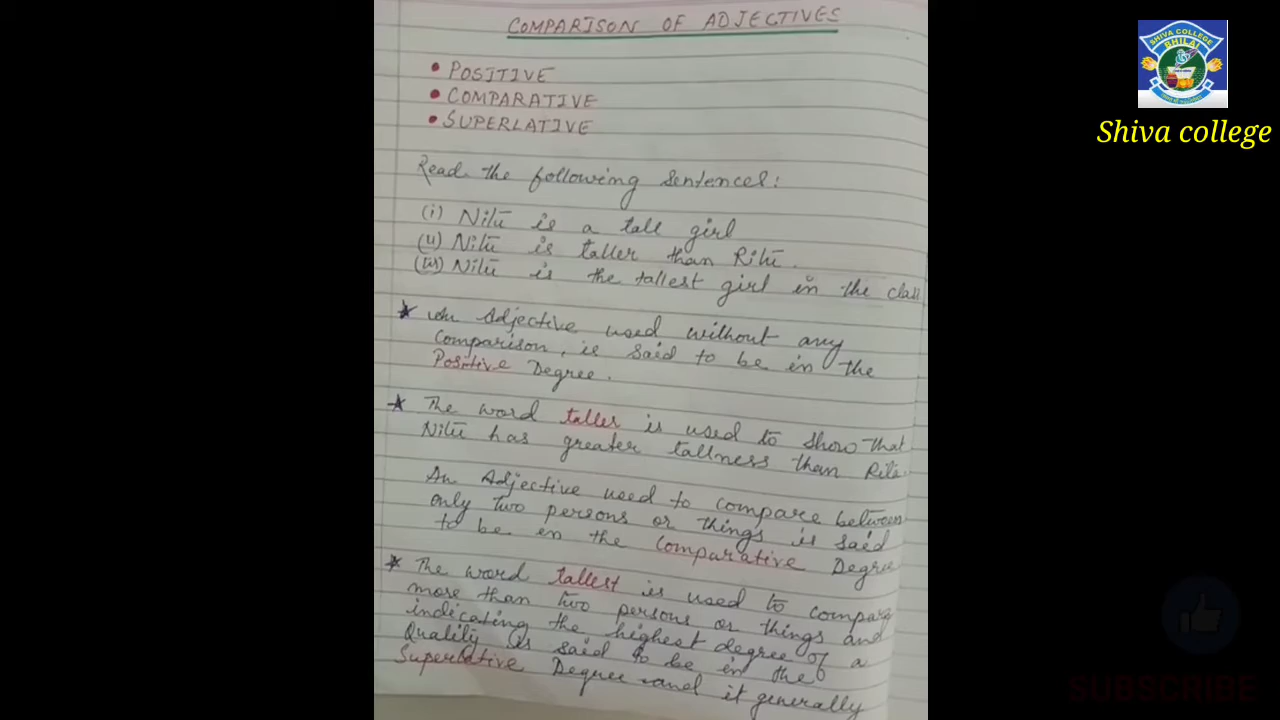 COMPARISON OF ADJECTIVES
• POSITIVE
• COMPARATIVE
• SUPERLATIVE
Read the following sentences:
(i) Nitu is a tall girl
(ii) Nitu is taller than Ritu.
(iii) Nitu is the tallest girl in the class
Adjective used without any
comparison, is said to be in the
Positive Degree.
The word taller is used to show that
Nitu has greater tallness than Rita.
An Adjective used to compare between
only two persons or things is said
to be in the comparative Degree
The word tallest is used to compare
more than two persons or things and
indicating the highest degree of a
Quality is said to be in the
Superlative Degree and it generally
SHIVA COLLEGE
BHILAI
Shiva college
SUBSCRIBE